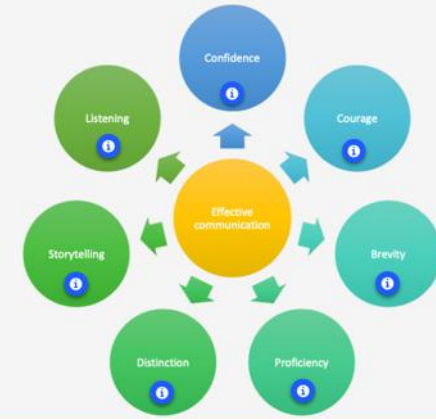 Confidence
Courage
Brevity
Proficiency
Distinction
Storytelling
Listening
Effective
communication